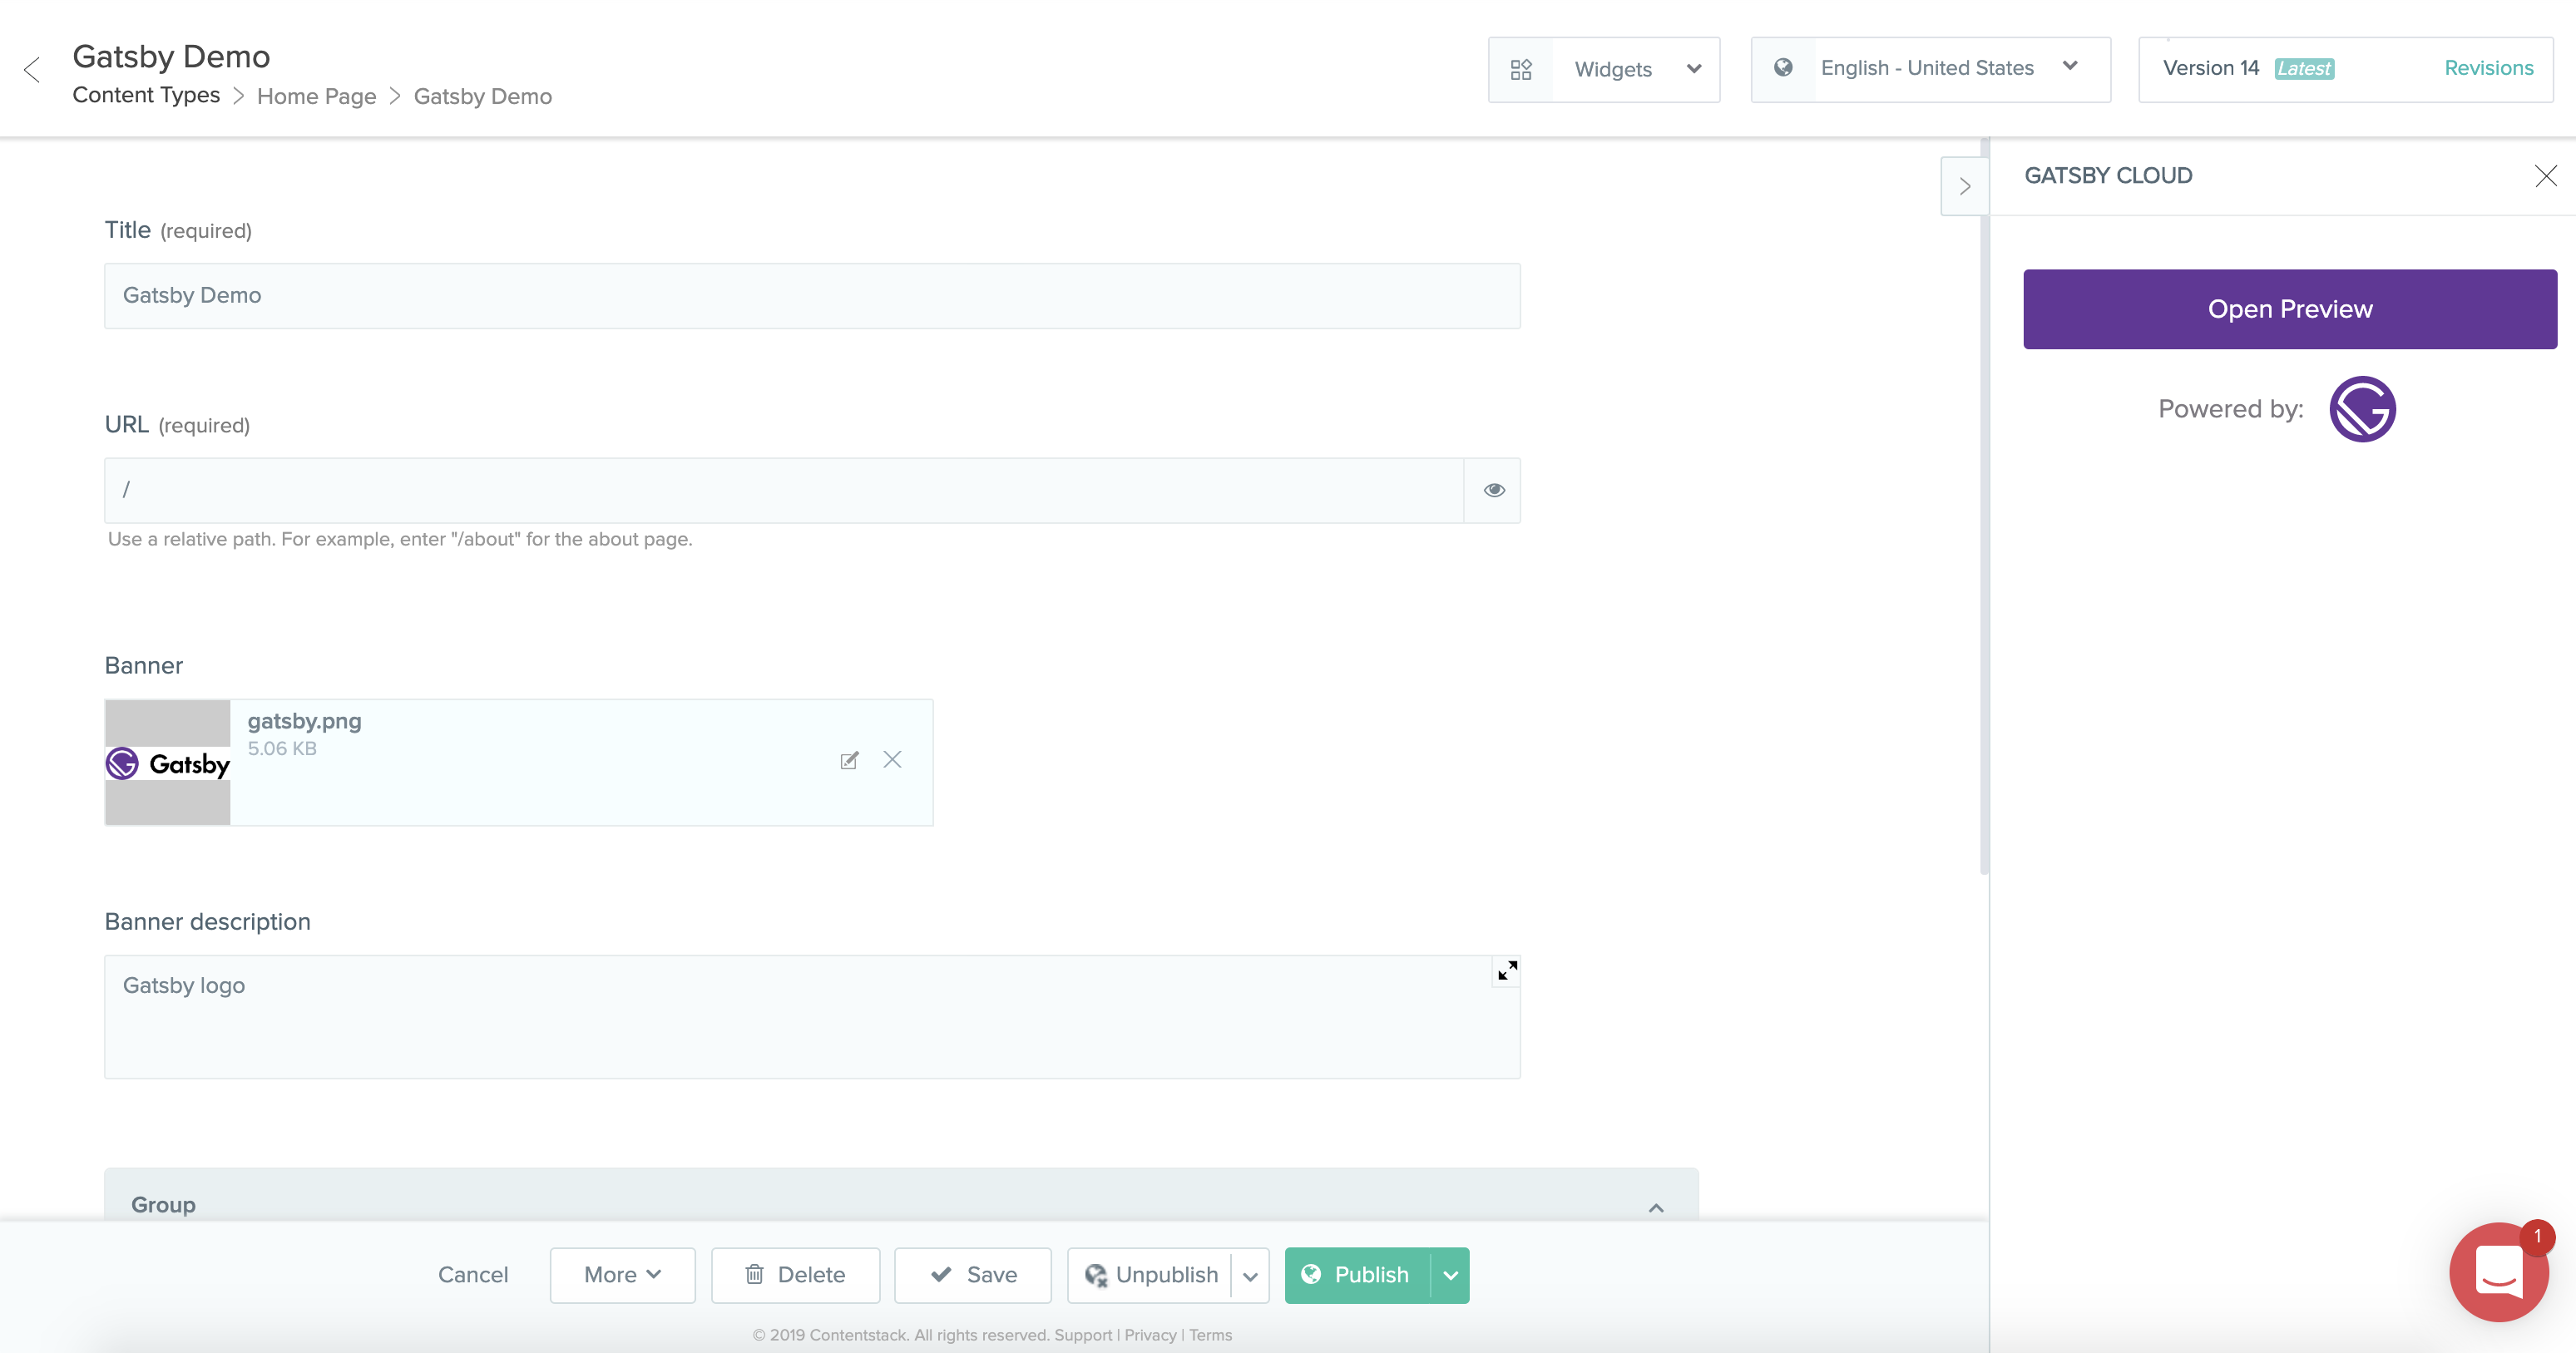 Gatsby Demo
Content Types > Home Page > Gatsby Demo
Widgets
English - United States
Version 14 Latest Revisions
GATSBY CLOUD
Open Preview
Powered by:
Title (required)
Gatsby Demo
URL (required)
/
Use a relative path. For example, enter "/about" for the about page.
Banner
Gatsby
gatsby.png
5.06 KB
Banner description
Gatsby logo
Group
Cancel More Delete Save Unpublish Publish
© 2019 Contentstack. All rights reserved. Support | Privacy | Terms
1